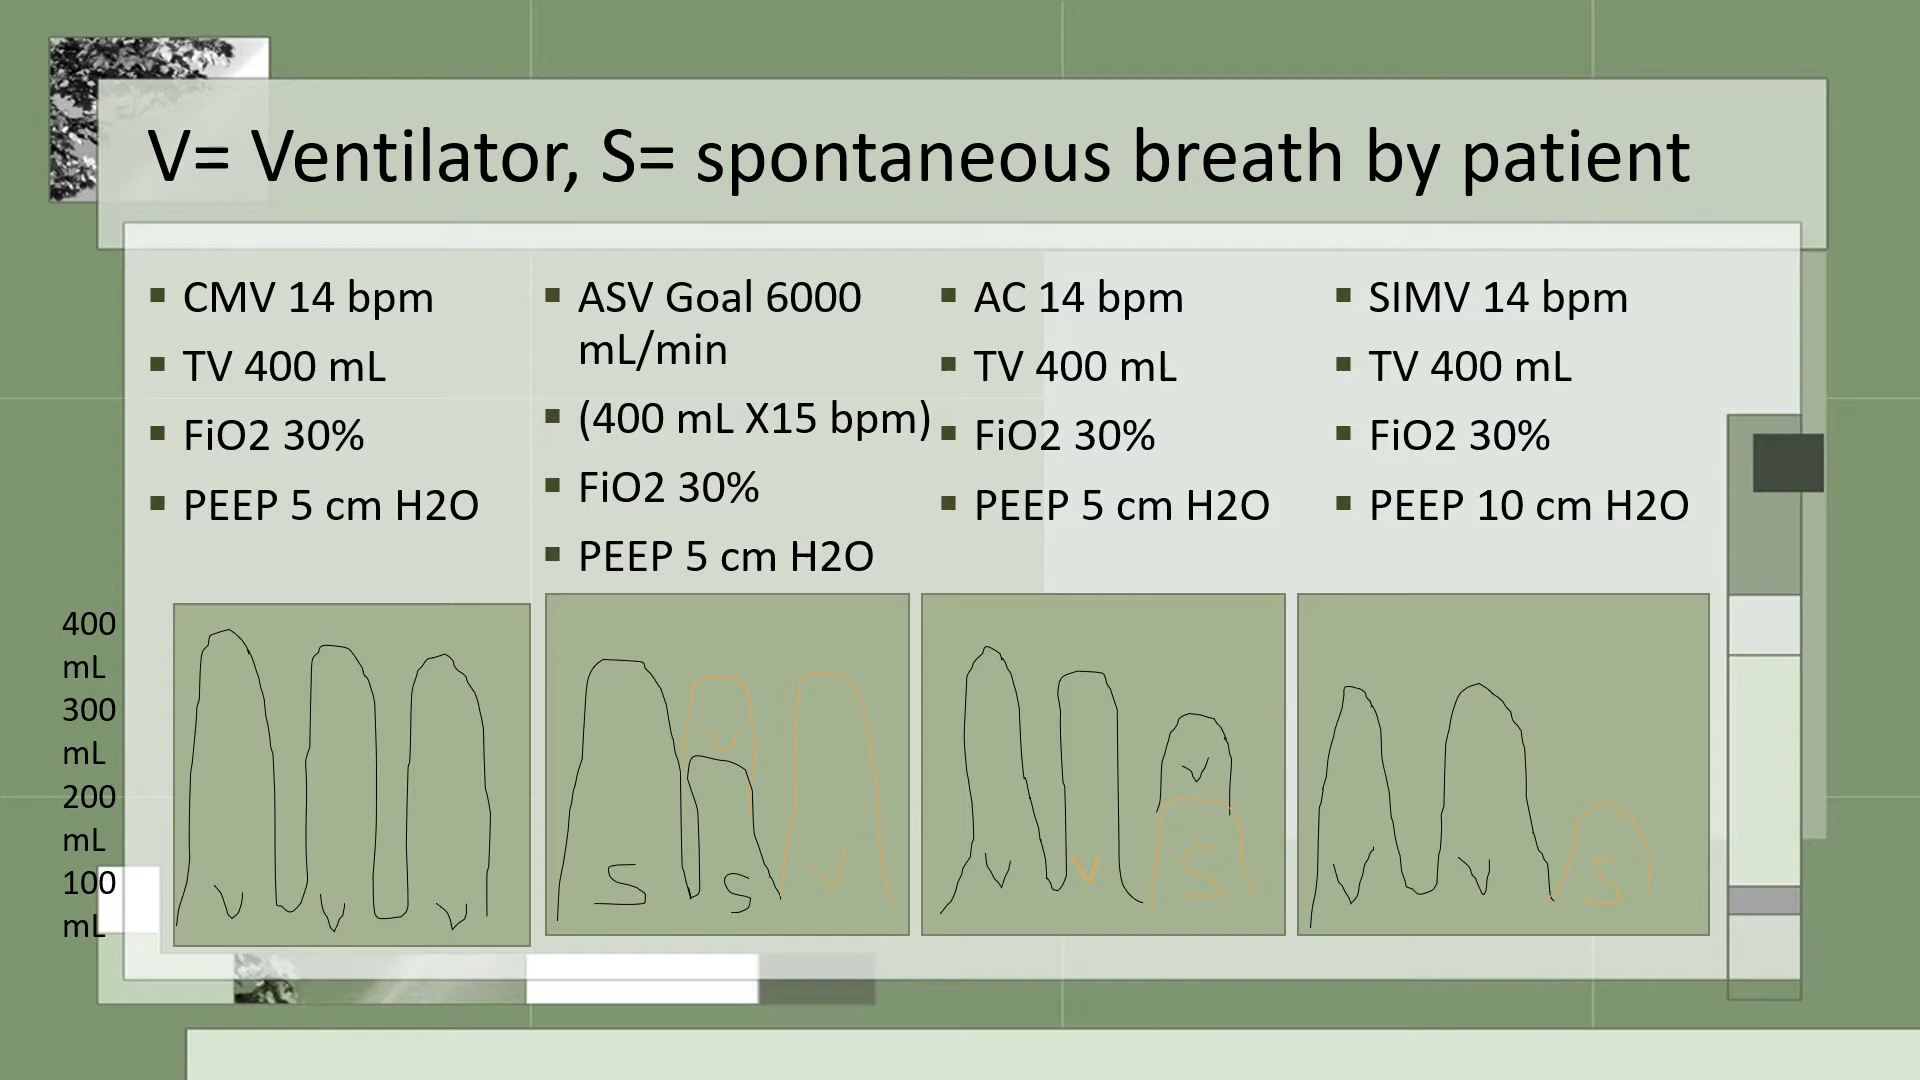 V= Ventilator, S= spontaneous breath by patient
▪ CMV 14 bpm
▪ TV 400 mL
▪ FiO2 30%
▪ PEEP 5 cm H2O
▪ ASV Goal 6000
mL/min
▪ (400 mL X15 bpm)
▪ FiO2 30%
▪ PEEP 5 cm H2O
▪ AC 14 bpm
▪ TV 400 mL
▪ FiO2 30%
▪ PEEP 5 cm H2O
▪ SIMV 14 bpm
▪ TV 400 mL
▪ FiO2 30%
▪ PEEP 10 cm H2O
400
mL
300
mL
200
mL
100
mL
V V V
V
S S V
V
V V S
V V S